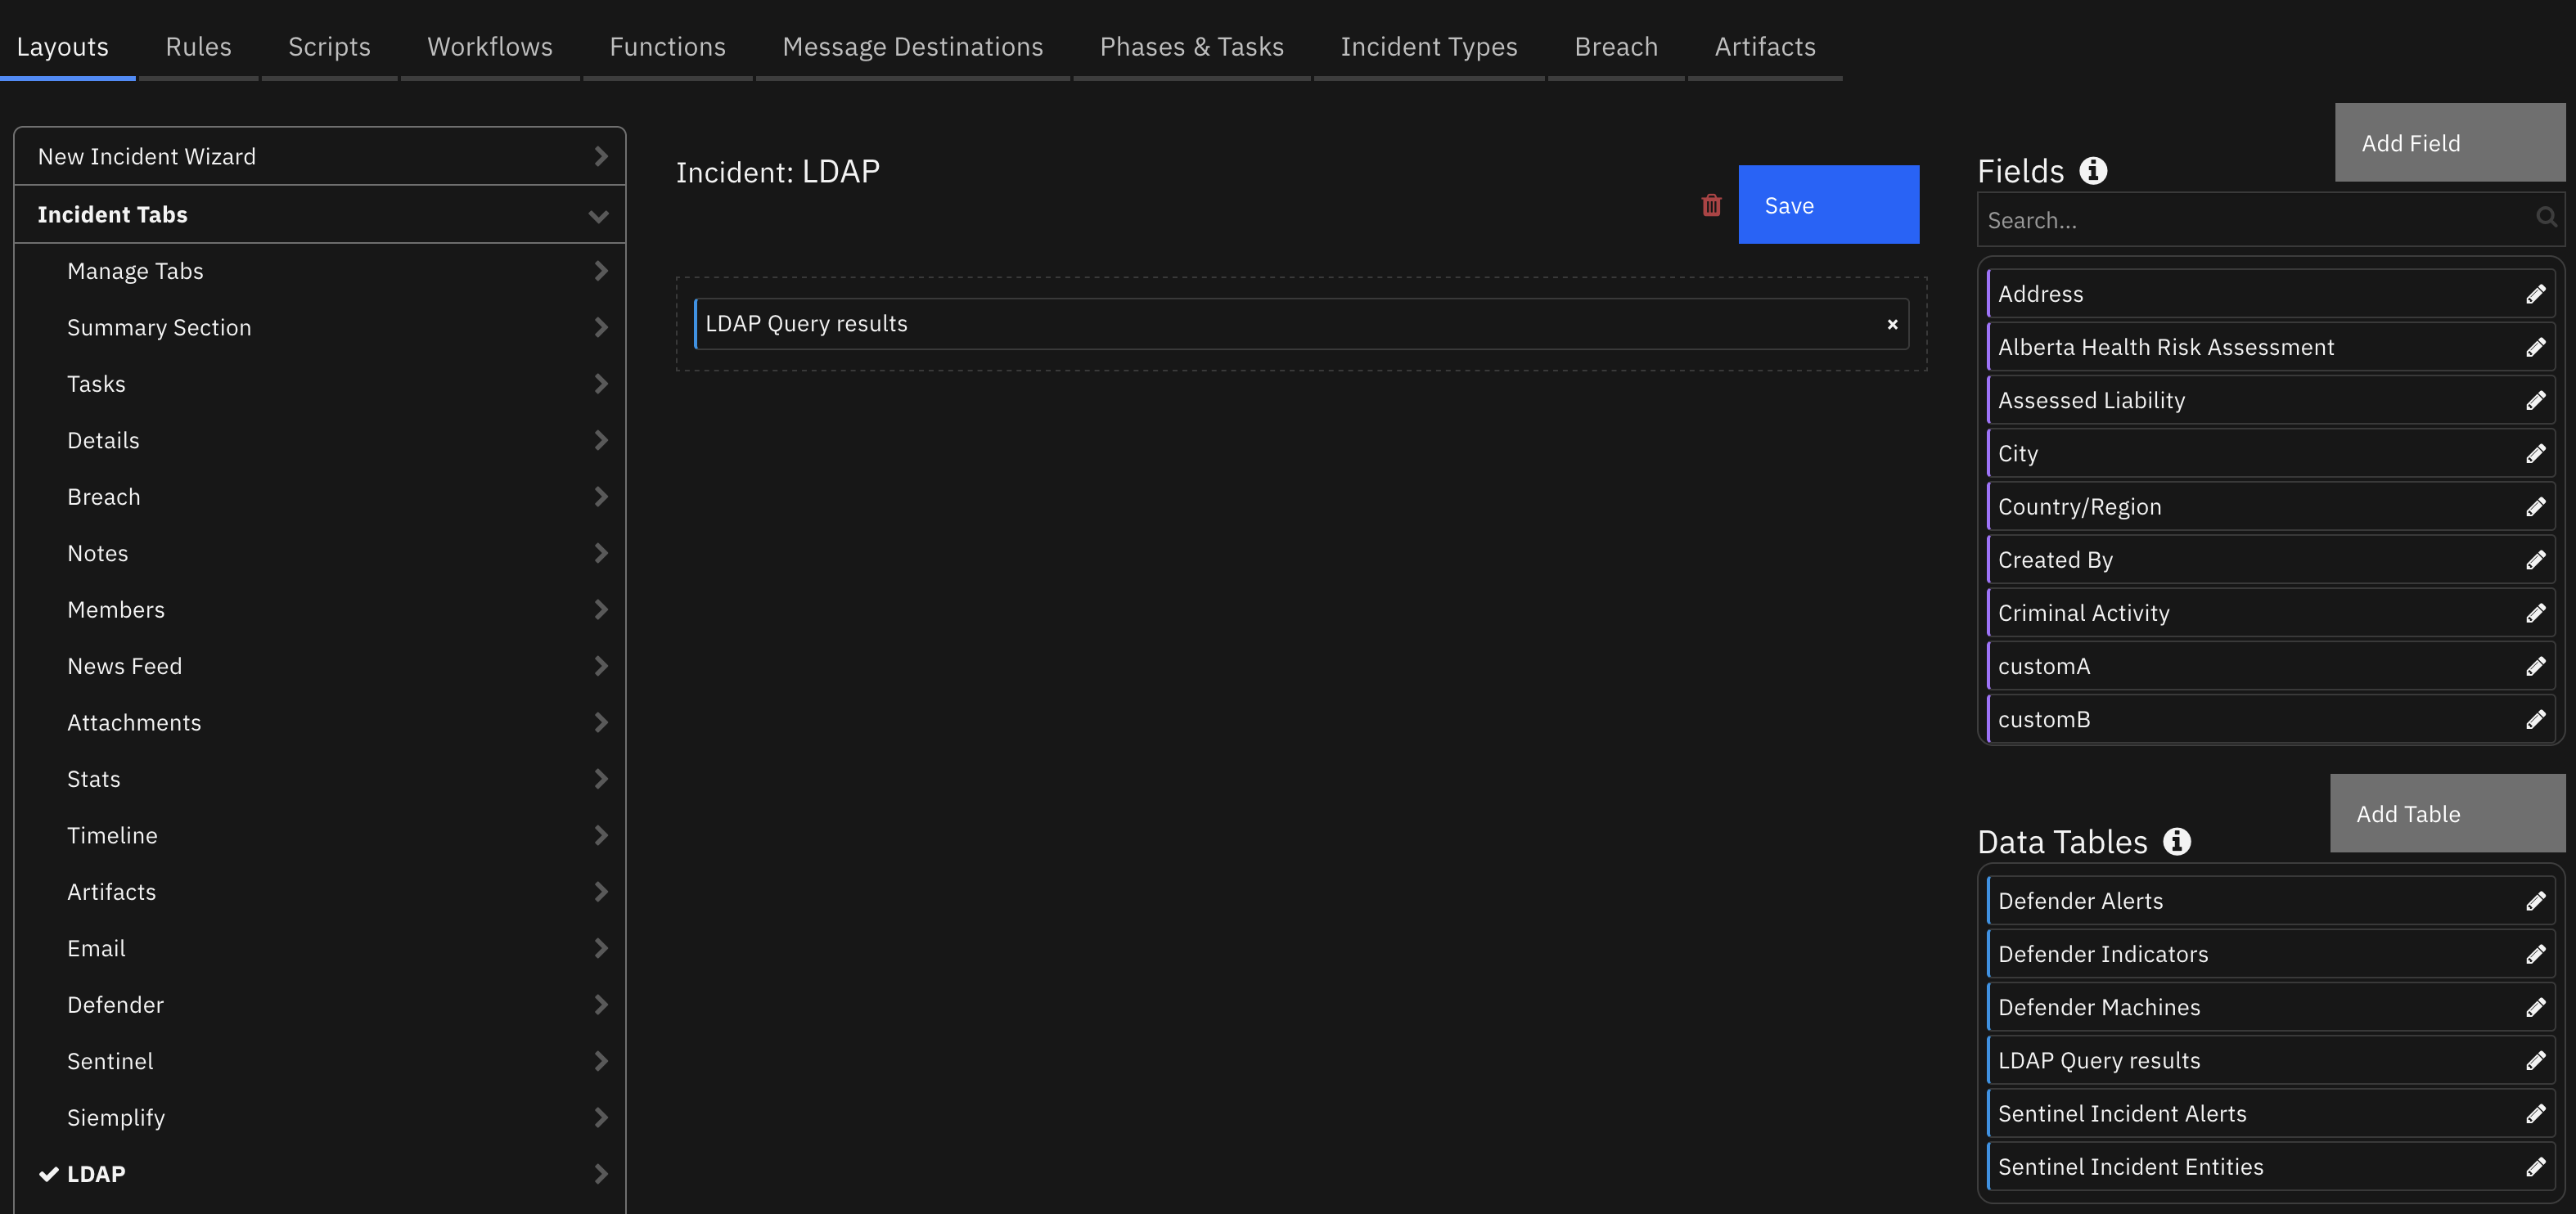 Layouts
Rules
Scripts
Workflows
Functions
Message Destinations
Phases & Tasks
Incident Types
Breach
Artifacts
New Incident Wizard
Incident Tabs
Manage Tabs
Summary Section
Tasks
Details
Breach
Notes
Members
News Feed
Attachments
Stats
Timeline
Artifacts
Email
Defender
Sentinel
Siemplify
LDAP
Incident: LDAP
Save
LDAP Query results
Add Field
Fields
Search...
Address
Alberta Health Risk Assessment
Assessed Liability
City
Country/Region
Created By
Criminal Activity
customA
customB
Add Table
Data Tables
Defender Alerts
Defender Indicators
Defender Machines
LDAP Query results
Sentinel Incident Alerts
Sentinel Incident Entities